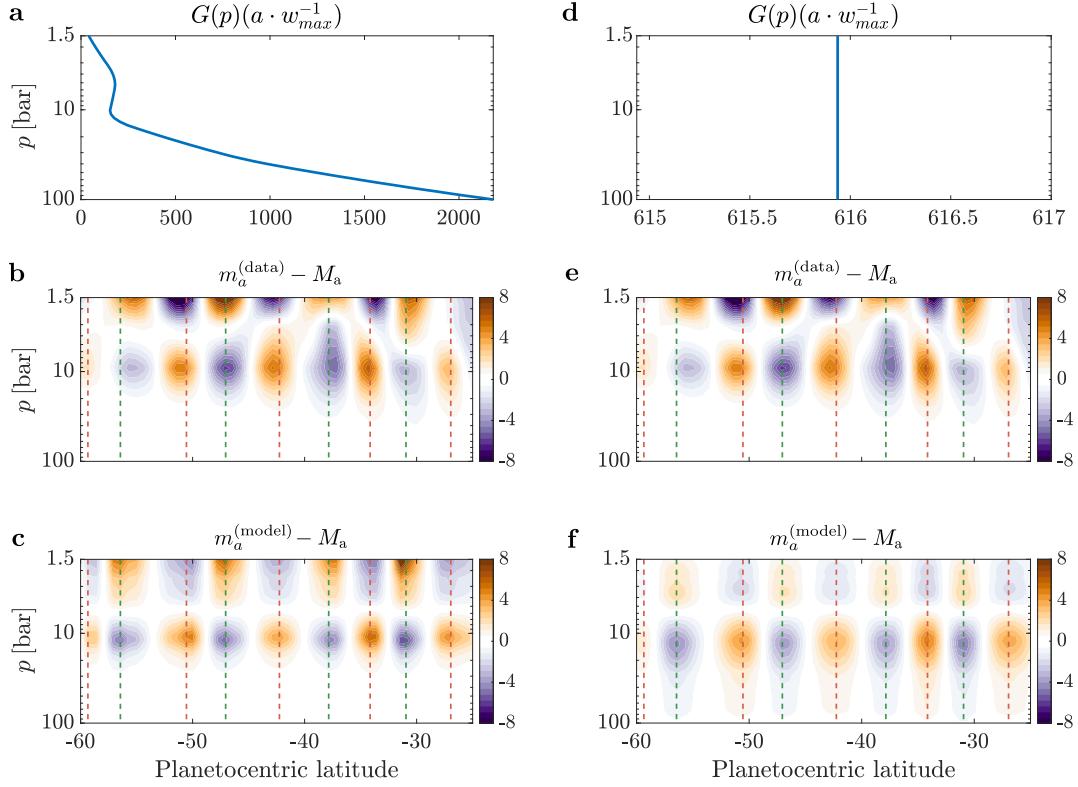 a
G(p)(a · w_{max}^{-1})
1.5
10
100
p [bar]
0 500 1000 1500 2000
d
G(p)(a · w_{max}^{-1})
1.5
10
100
615 615.5 616 616.5 617
b
m_a^{(data)} − M_a
1.5
10
100
p [bar]
8
4
0
-4
-8
e
m_a^{(data)} − M_a
1.5
10
100
8
4
0
-4
-8
c
m_a^{(model)} − M_a
1.5
10
100
p [bar]
8
4
0
-4
-8
-60 -50 -40 -30
Planetocentric latitude
f
m_a^{(model)} − M_a
1.5
10
100
8
4
0
-4
-8
-60 -50 -40 -30
Planetocentric latitude